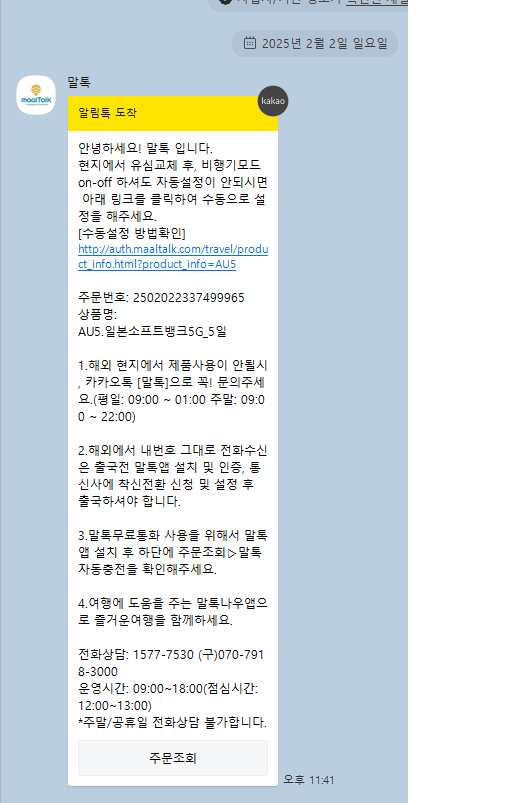 2025년 2월 2일 일요일
말톡
maalTalk
알림톡 도착
kakao
안녕하세요! 말톡 입니다.
현지에서 유심교체 후, 비행기모드
on-off 하셔도 자동설정이 안되시면
아래 링크를 클릭하여 수동으로 설
정을 해주세요.
[수동설정 방법확인]
http://auth.maaltalk.com/travel/produ
ct_info.html?product_info=AU5
주문번호: 2502022337499965
상품명:
AU5.일본소프트뱅크5G_5일
1.해외 현지에서 제품사용이 안될시
, 카카오톡 [말톡]으로 꼭! 문의주세
요.(평일: 09:00 ~ 01:00 주말: 09:0
0 ~ 22:00)
2.해외에서 내번호 그대로 전화수신
은 출국전 말톡앱 설치 및 인증, 통
신사에 착신전환 신청 및 설정 후
출국하셔야 합니다.
3.말톡무료통화 사용을 위해서 말톡
앱 설치 후 하단에 주문조회▷말톡
자동충전을 확인해주세요.
4.여행에 도움을 주는 말톡나우앱으
로 즐거운여행을 함께하세요.
전화상담: 1577-7530 (구)070-791
8-3000
운영시간: 09:00~18:00(점심시간:
12:00~13:00)
*주말/공휴일 전화상담 불가합니다.
주문조회
오후 11:41